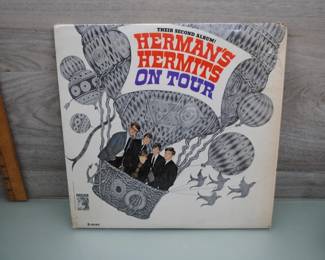 THEIR SECOND ALBUM!
HERMAN'S
HERMITS
ON TOUR